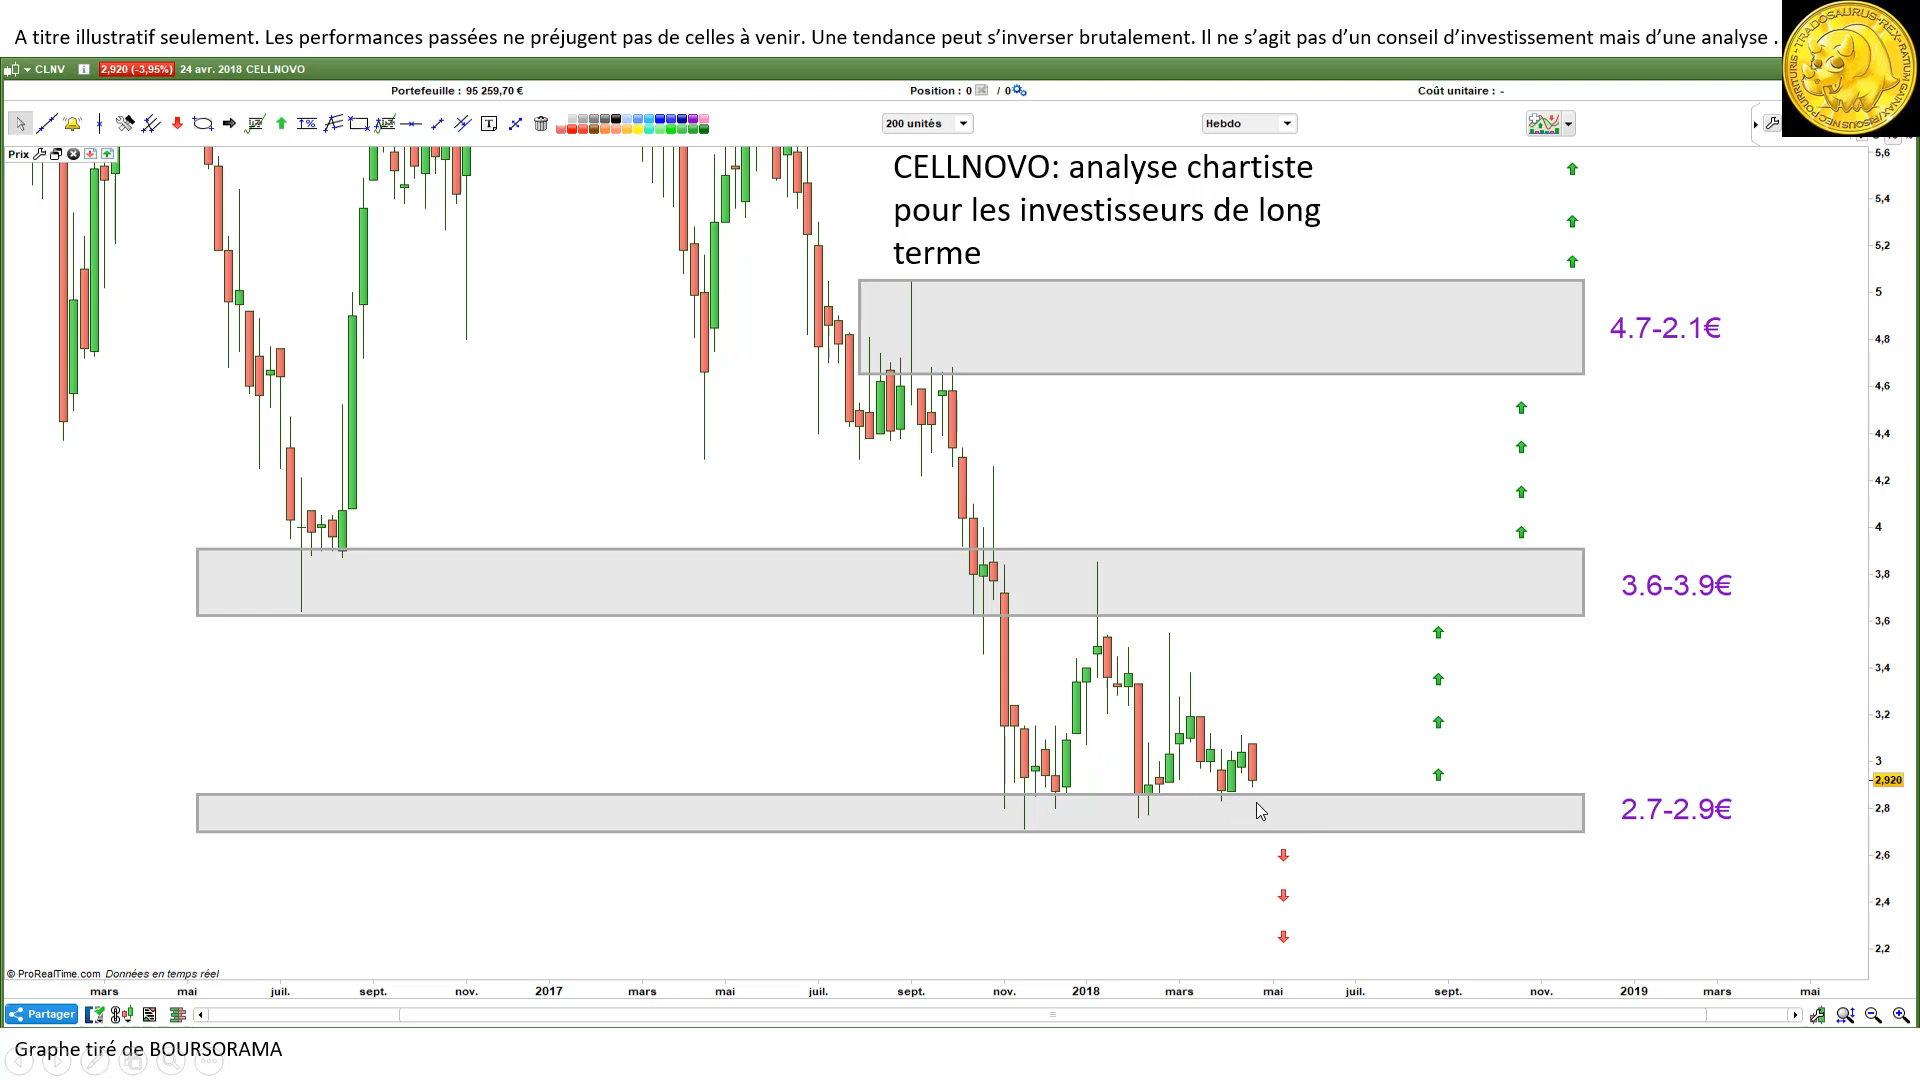 A titre illustratif seulement. Les performances passées ne préjugent pas de celles à venir. Une tendance peut s’inverser brutalement. Il ne s’agit pas d’un conseil d’investissement mais d’une analyse .
CLNV 2,920 (-3,95%) 24 avr. 2018 CELLNOVO
Portefeuille : 95 259,70 € Position : 0 / 0 Coût unitaire : -
200 unités Hebdo
Prix
CELLNOVO: analyse chartiste
pour les investisseurs de long
terme
5,6
5,4
5,2
5
4.7-2.1€
4,8
4,6
4,4
4,2
4
3,8
3.6-3.9€
3,6
3,4
3,2
3
2,920
2.7-2.9€
2,8
2,6
2,4
2,2
© ProRealTime.com Données en temps réel
mars mai juil. sept. nov. 2017 mars mai juil. sept. nov. 2018 mars mai juil. sept. nov. 2019 mars mai
Partager
Graphe tiré de BOURSORAMA